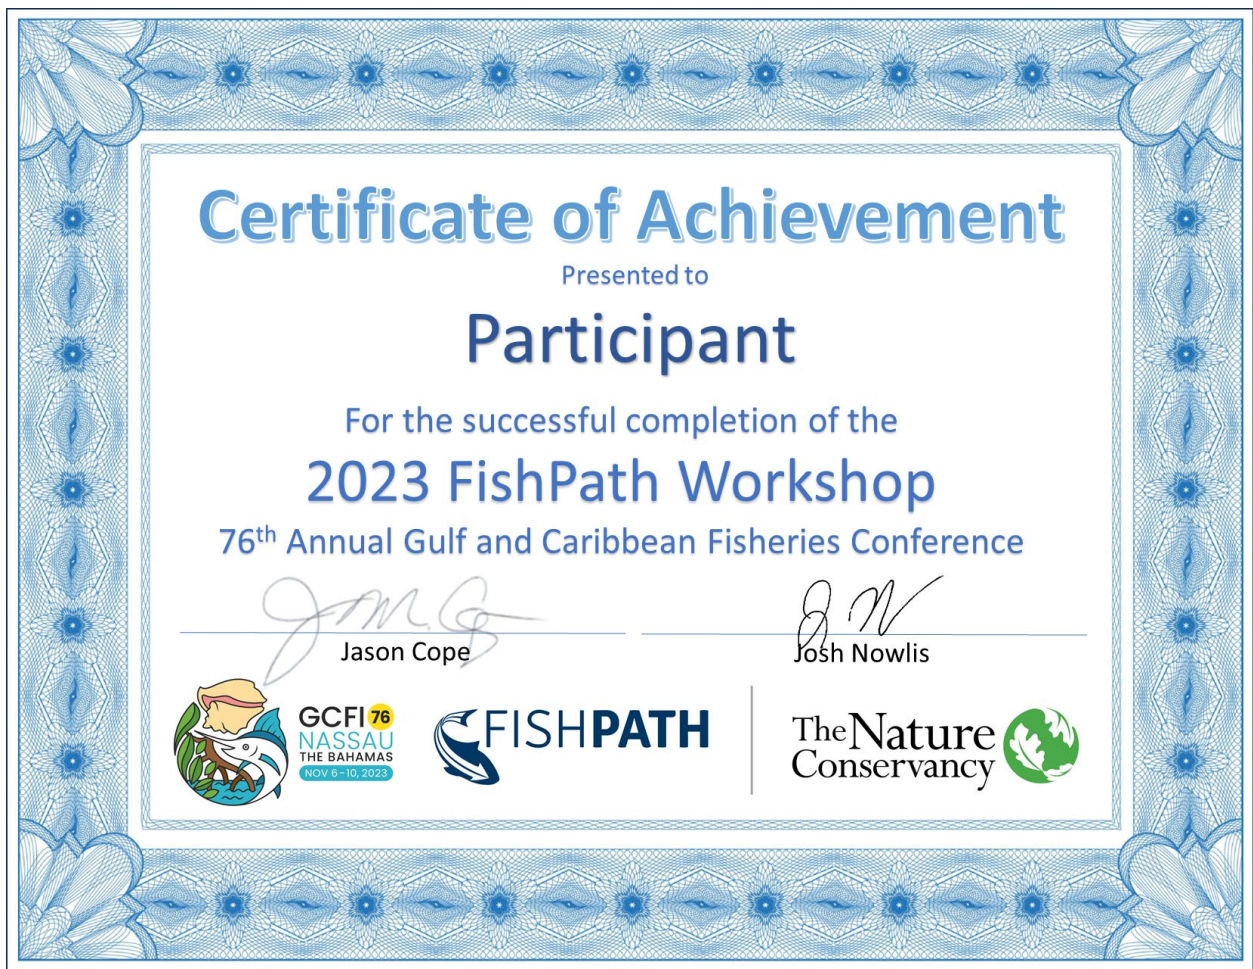 Certificate of Achievement
Presented to
Participant
For the successful completion of the
2023 FishPath Workshop
76th Annual Gulf and Caribbean Fisheries Conference
Jason Cope
Josh Nowlis
GCFI 76
NASSAU
THE BAHAMAS
NOV 6-10, 2023
FISHPATH
The Nature
Conservancy